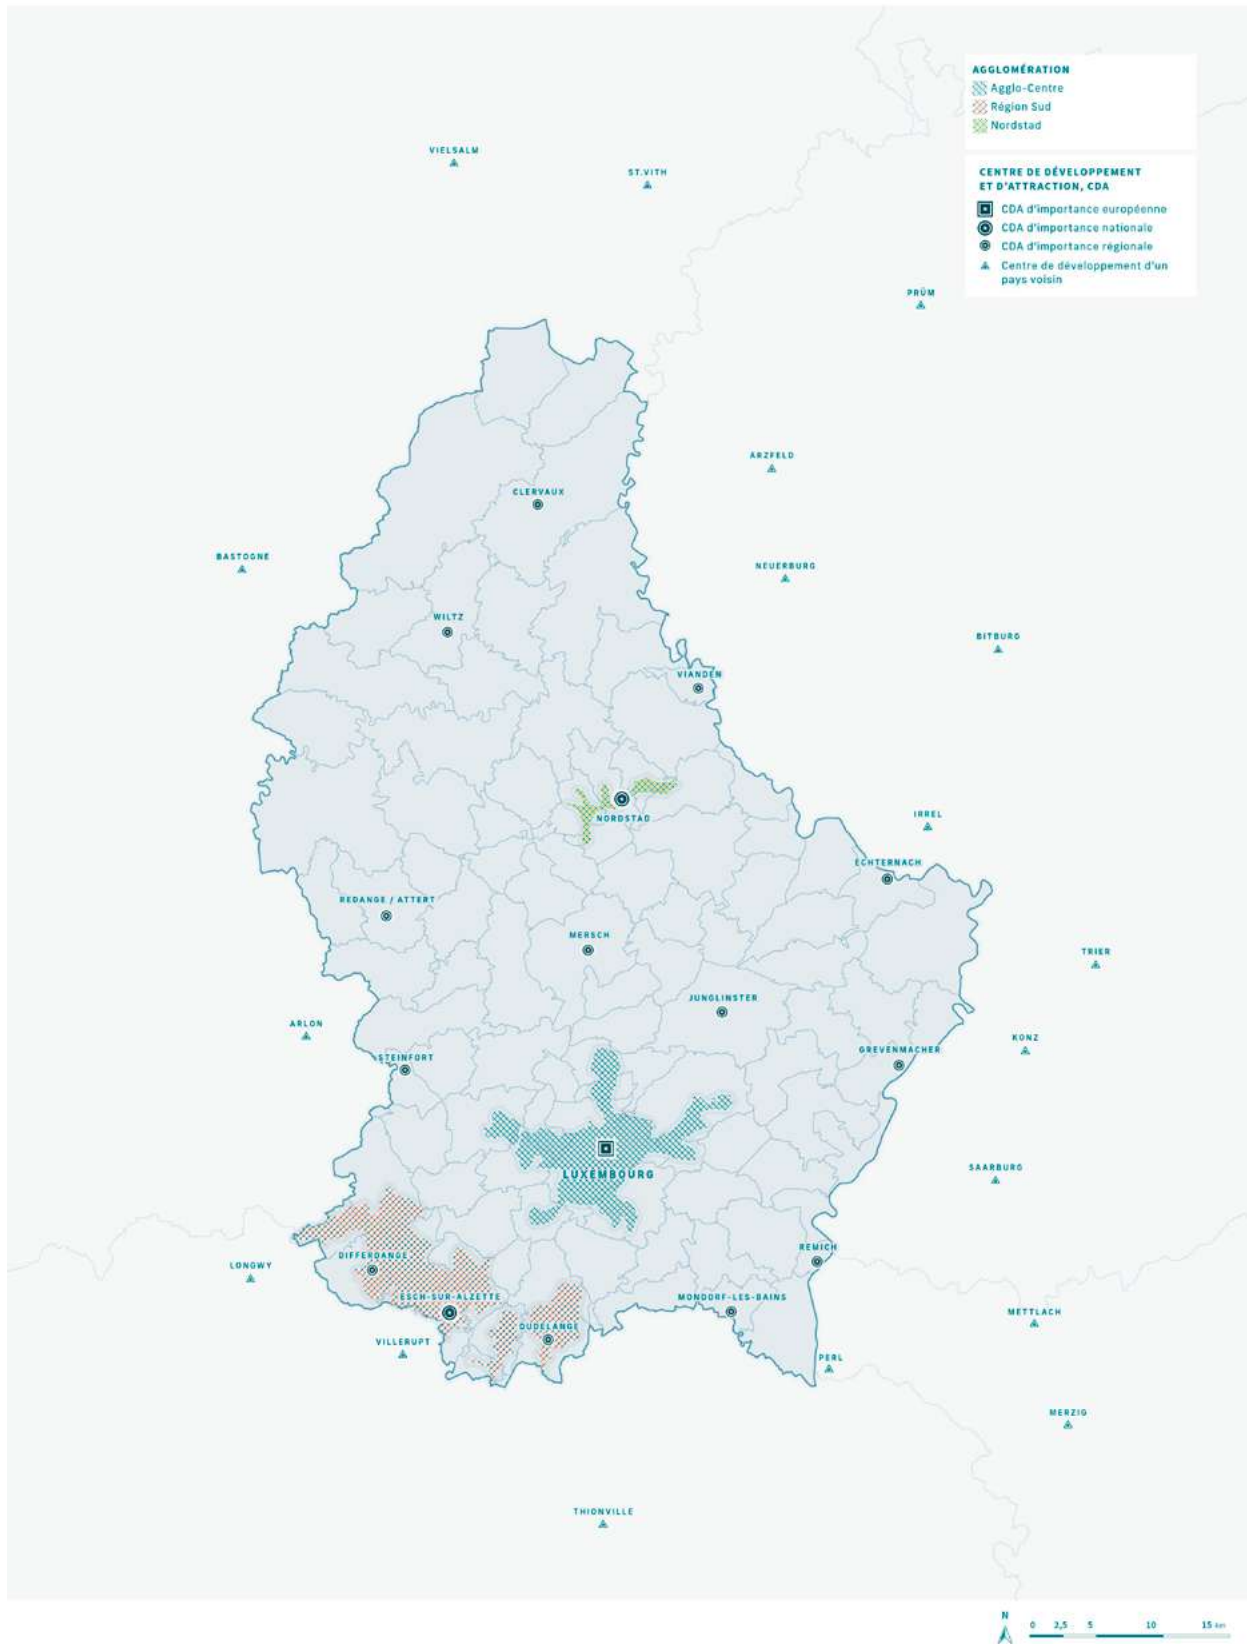 AGGLOMÉRATION
Agglo-Centre
Région Sud
Nordstad
CENTRE DE DÉVELOPPEMENT
ET D'ATTRACTION, CDA
CDA d'importance européenne
CDA d'importance nationale
CDA d'importance régionale
Centre de développement d'un
pays voisin
VIELSALM
ST.VITH
PRÜM
ARZFELD
CLERVAUX
BASTOGNE
NEUERBURG
WILTZ
BITBURG
VIANDEN
NORDSTAD
IRREL
ECHTERNACH
REDANGE / ATTERT
MERSCH
TRIER
JUNGLINSTER
ARLON
KONZ
GREVENMACHER
STEINFORT
SAARBURG
LUXEMBOURG
REMICH
DIFFERDANGE
LONGWY
ESCH-SUR-ALZETTE
MONDORF-LES-BAINS
METTLACH
DUDELANGE
VILLERUPT
PERL
MERZIG
THIONVILLE
N
0 2,5 5 10 15 km